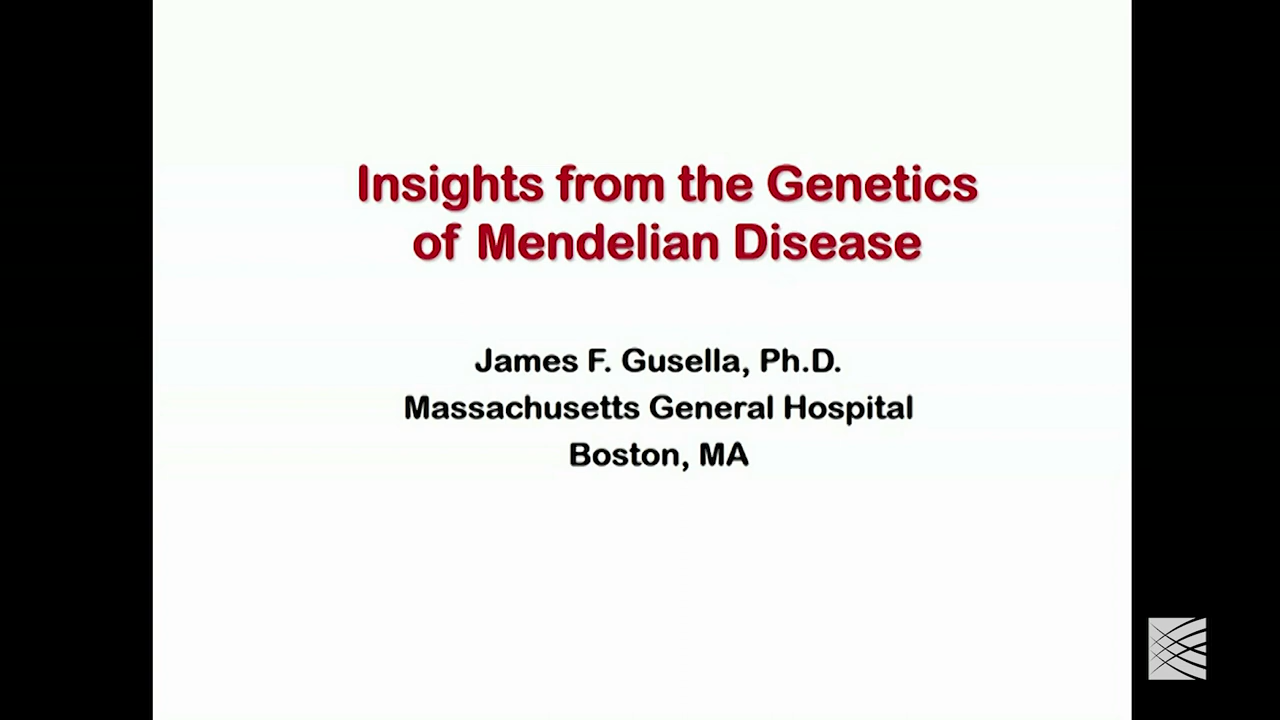 Insights from the Genetics
of Mendelian Disease
James F. Gusella, Ph.D.
Massachusetts General Hospital
Boston, MA